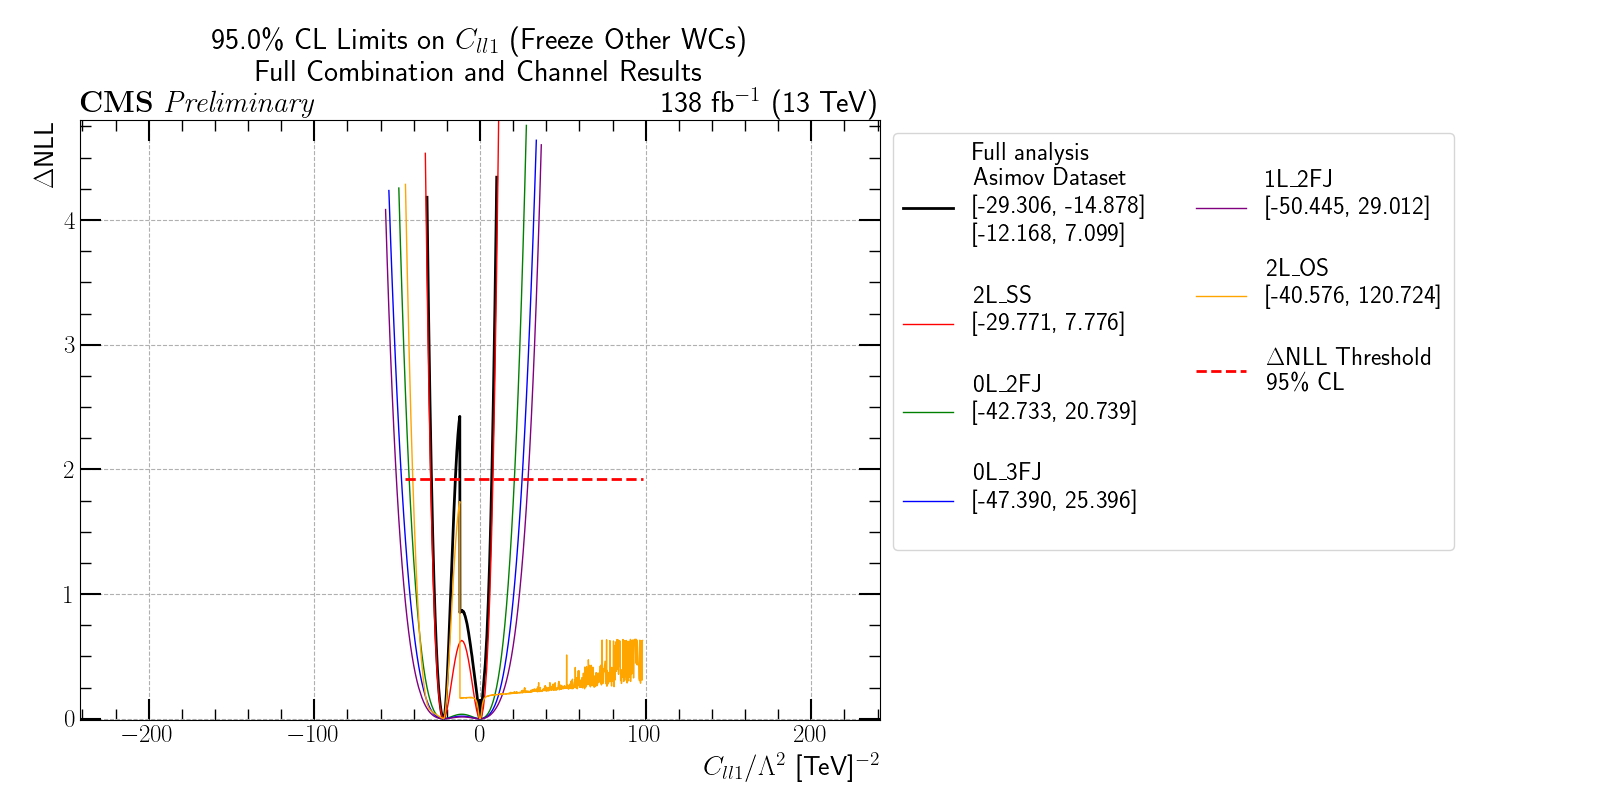 95.0% CL Limits on C_ll1 (Freeze Other WCs)
Full Combination and Channel Results
CMS Preliminary
138 fb⁻¹ (13 TeV)
ΔNLL
4
3
2
1
0
−200
−100
0
100
200
C_ll1/Λ² [TeV]⁻²
Full analysis
Asimov Dataset
[-29.306, -14.878]
[-12.168, 7.099]
2L_SS
[-29.771, 7.776]
0L_2FJ
[-42.733, 20.739]
0L_3FJ
[-47.390, 25.396]
1L_2FJ
[-50.445, 29.012]
2L_OS
[-40.576, 120.724]
ΔNLL Threshold
95% CL